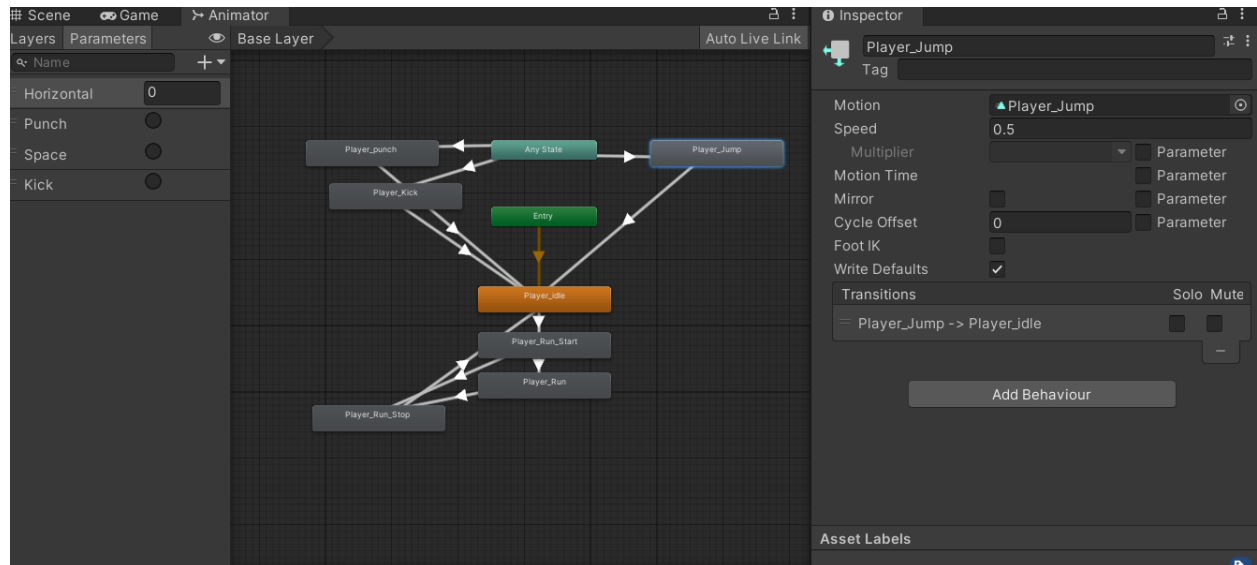 Scene
Game
Animator
Layers
Parameters
Base Layer
Auto Live Link
Name
Horizontal
0
Punch
Space
Kick
Player_punch
Any State
Player_Jump
Player_Kick
Entry
Player_idle
Player_Run_Start
Player_Run
Player_Run_Stop
Inspector
Player_Jump
Tag
Motion
Player_Jump
Speed
0.5
Multiplier
Parameter
Motion Time
Parameter
Mirror
Parameter
Cycle Offset
0
Parameter
Foot IK
Write Defaults
Transitions
Solo Mute
Player_Jump -> Player_idle
Add Behaviour
Asset Labels